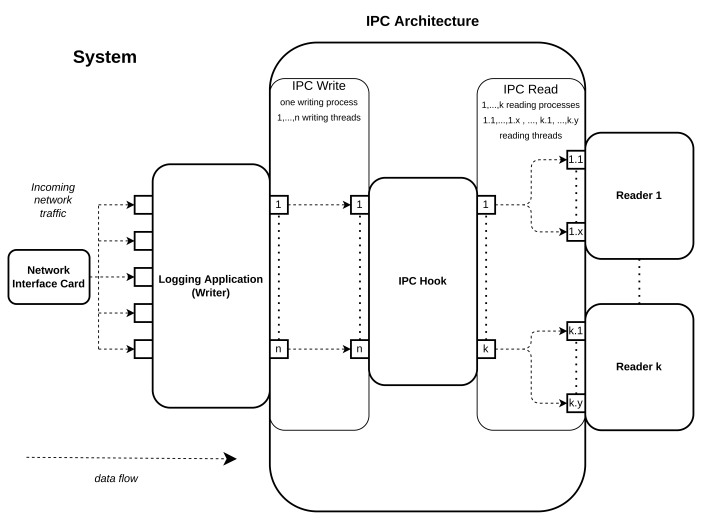 IPC Architecture
System
IPC Write
one writing process
1,...,n writing threads
IPC Read
1,...,k reading processes
1.1,...,1.x , ..., k.1, ...,k.y
reading threads
Incoming
network
traffic
Network
Interface Card
Logging Application
(Writer)
1
n
1
n
IPC Hook
1
k
1.1
1.x
k.1
k.y
Reader 1
Reader k
data flow